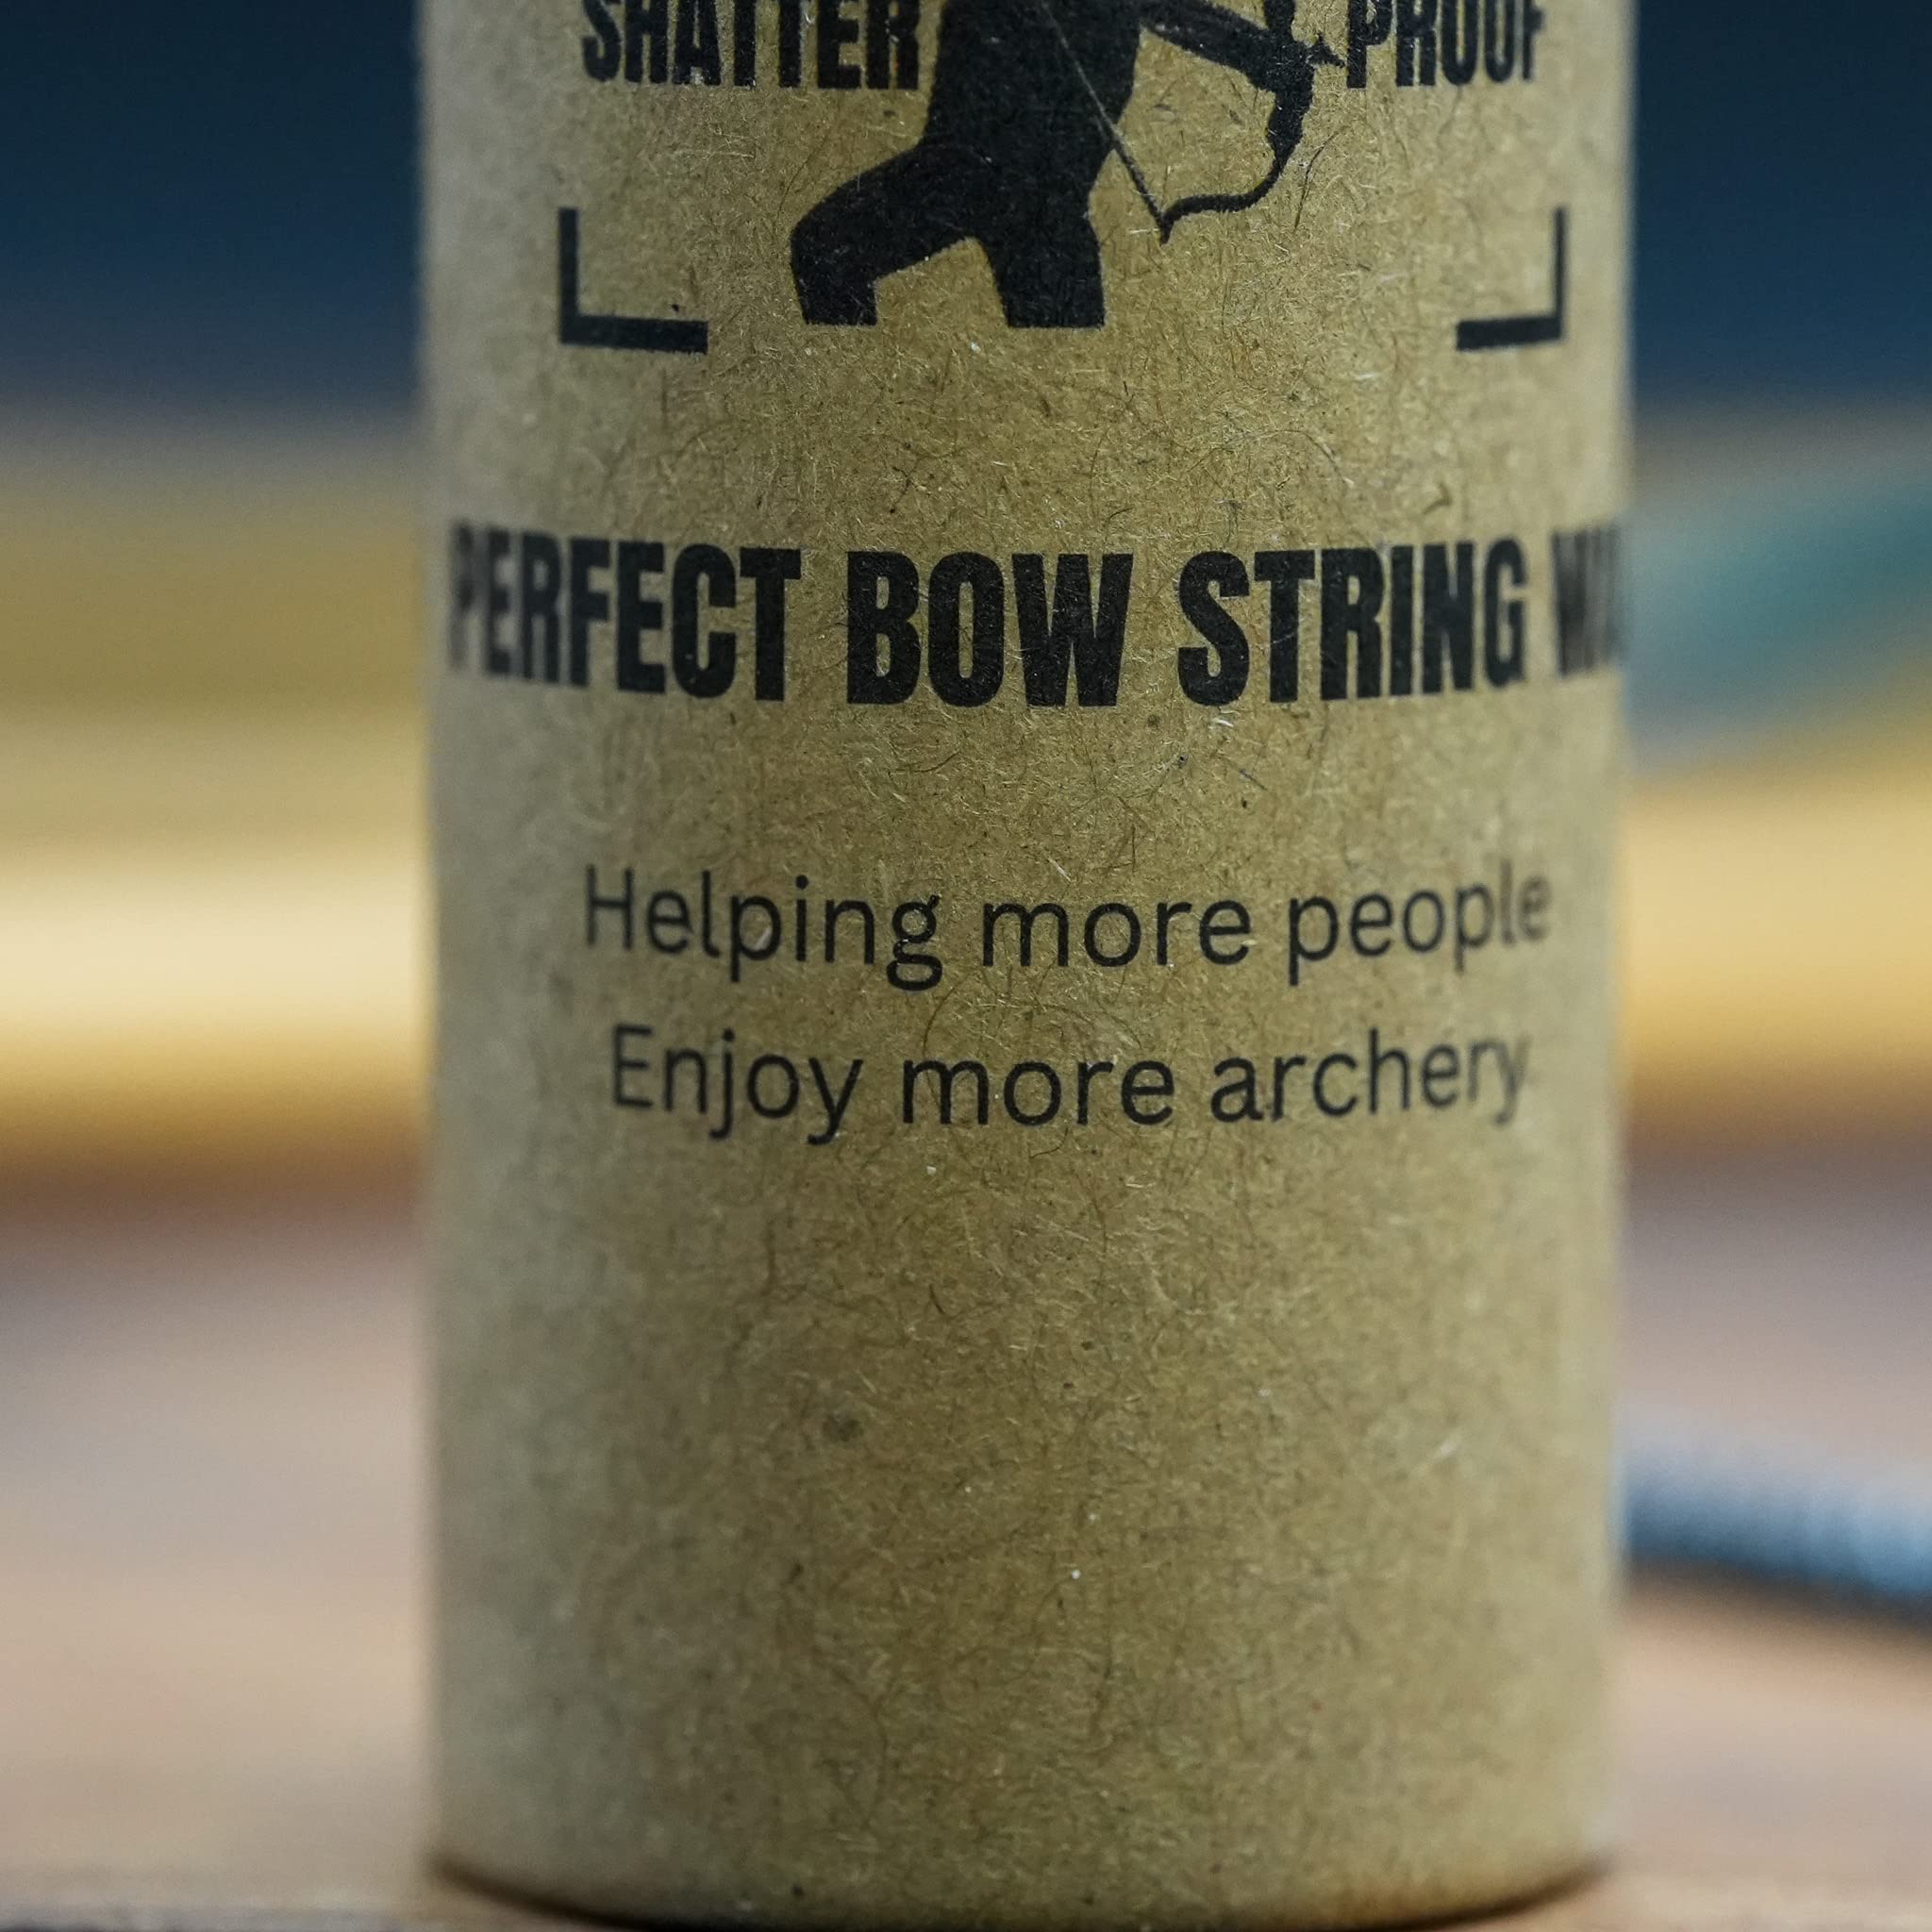 SHATTER PROOF
PERFECT BOW STRING
Helping more people
Enjoy more archery